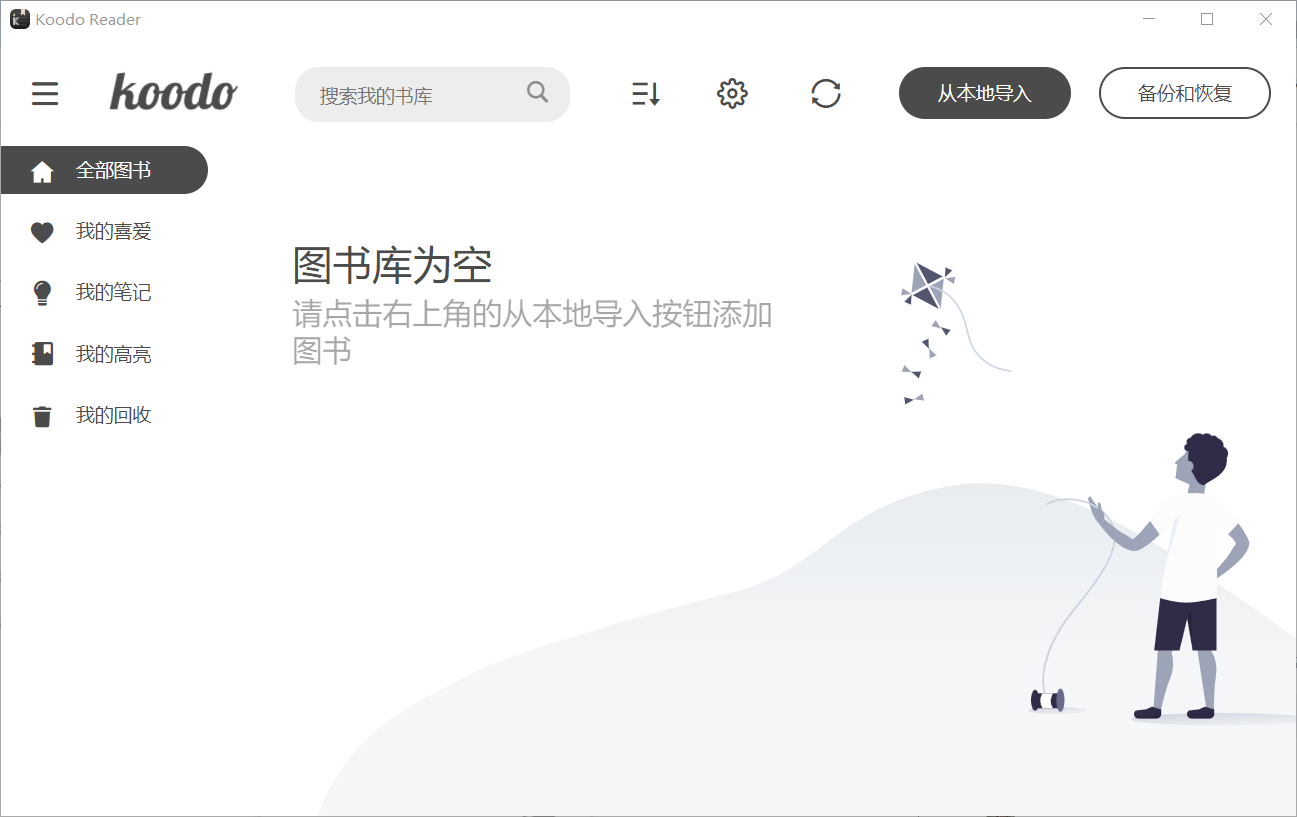 Koodo Reader
koodo
搜索我的书库
从本地导入
备份和恢复
全部图书
我的喜爱
我的笔记
我的高亮
我的回收
图书库为空
请点击右上角的从本地导入按钮添加
图书